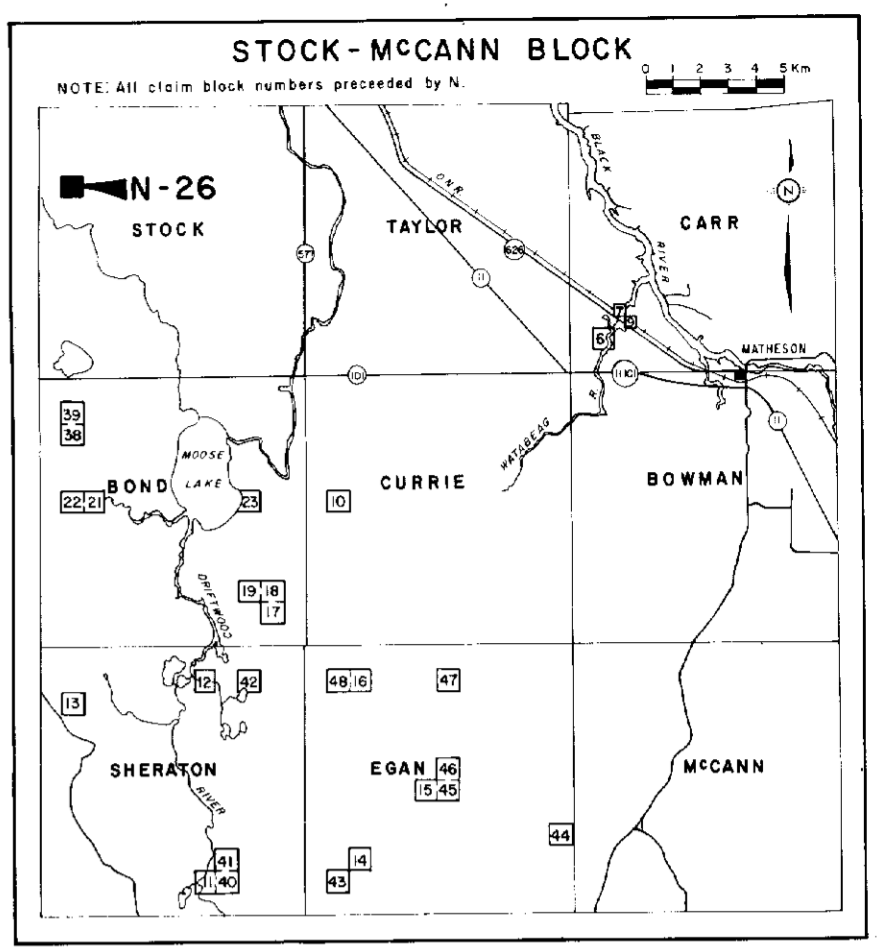 STOCK-McCANN BLOCK
NOTE: All claim block numbers preceeded by N.
0 1 2 3 4 5 Km
N-26
STOCK
TAYLOR
CARR
O.N.R.
BLACK
RIVER
N
577
1626
11
7
9
6
MATHESON
101
11 101
11
39
38
MOOSE
LAKE
BOND
CURRIE
WATABEAG
R.
BOWMAN
22 21
23
10
19 18
17
DRIFTWOOD
12
42
48 16
47
13
SHERATON
EGAN
McCANN
46
15 45
RIVER
44
41
14
11 40
43